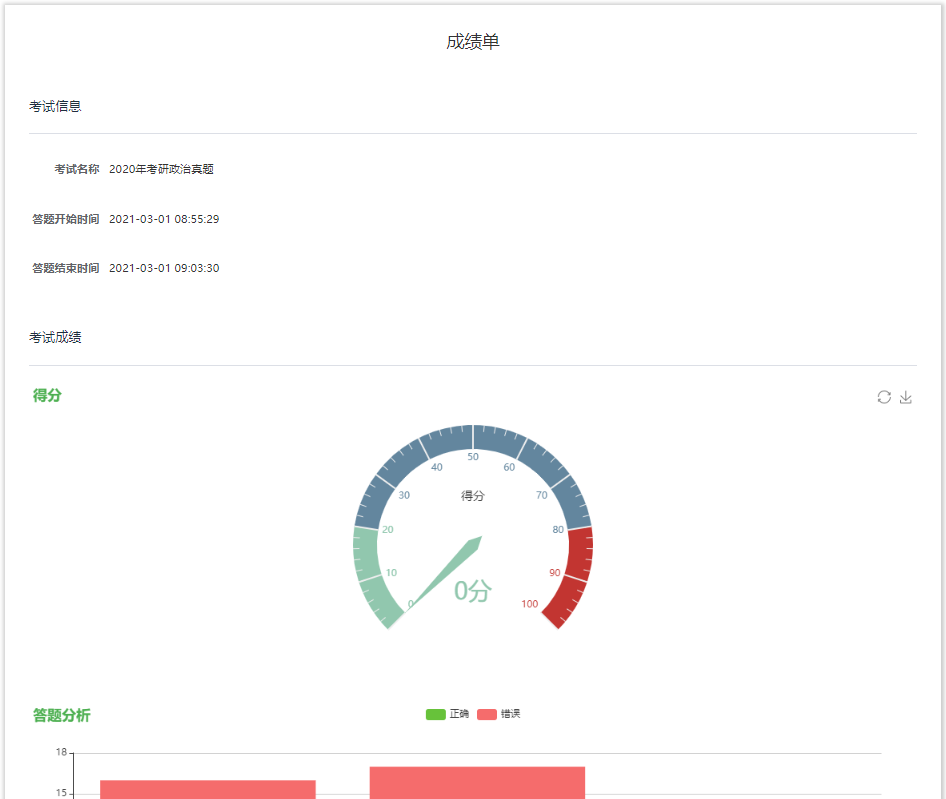 成绩单
考试信息
考试名称 2020年考研政治真题
答题开始时间 2021-03-01 08:55:29
答题结束时间 2021-03-01 09:03:30
考试成绩
得分
50
40 60
得分
30 70
20 80
10 90
0分
0 100
答题分析 正确 错误
18
15